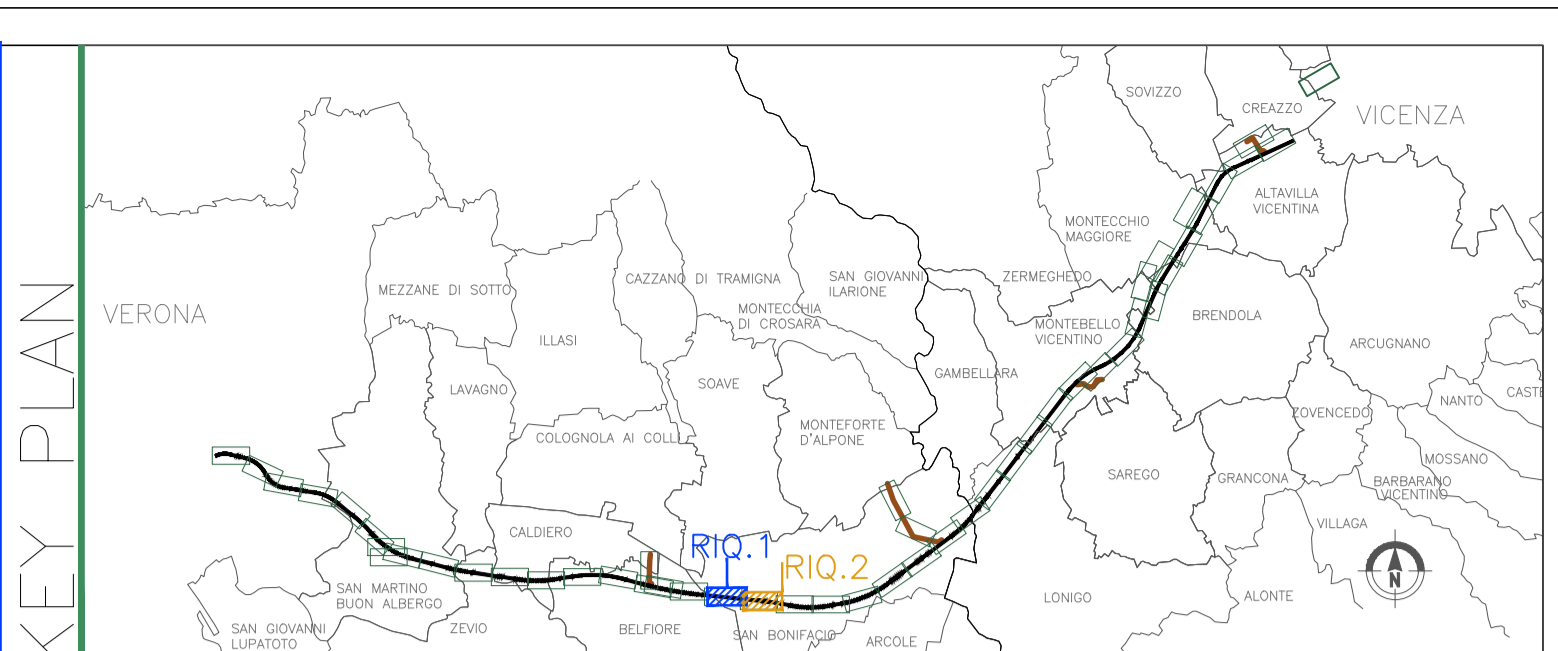 KEY PLAN
SOVIZZO
CREAZZO
VICENZA
ALTAVILLA
VICENTINA
MONTECCHIO
MAGGIORE
CAZZANO DI TRAMIGNA
SAN GIOVANNI
ILARIONE
ZERMEGHEDO
MEZZANE DI SOTTO
VERONA
MONTECCHIA
DI CROSARA
MONTEBELLO
VICENTINO
BRENDOLA
ILLASI
ARCUGNANO
GAMBELLARA
LAVAGNO
SOAVE
NANTO
ZOVENCEDO
MONTEFORTE
D'ALPONE
COLOGNOLA AI COLL
MOSSANO
SAREGO
GRANCONA
BARBARANO
VICENTINO
VILLAGA
CALDIERO
RIQ.1
RIQ.2
N
SAN MARTINO
BUON ALBERGO
LONIGO
ALONTE
SAN GIOVANNI
LUPATOTO
ZEVIO
BELFIORE
SAN BONIFACIO
ARCOLE